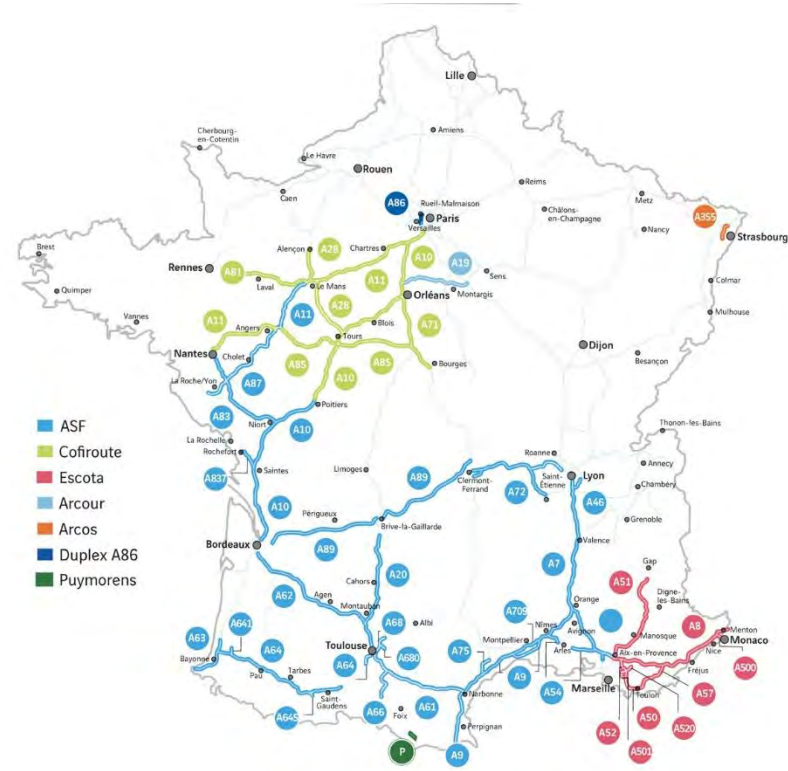 Lille
Cherbourg-
en-Cotentin
Amiens
Le Havre
Rouen
Reims
Caen
A86
Rueil-Malmaison
Paris
Versailles
Châlons-
en-Champagne
Metz
Nancy
A355
Strasbourg
Brest
Quimper
Rennes
Alençon
A28
Chartres
A10
A19
Sens
A81
Laval
Le Mans
A11
Orléans
Montargis
Colmar
Mulhouse
Vannes
A11
Angers
A11
A28
Blois
A71
Tours
Nantes
Cholet
A85
A10
A85
Bourges
Dijon
Besançon
La Roche/Yon
A87
A83
Poitiers
Niort
A10
ASF
Cofiroute
Escota
Arcour
Arcos
Duplex A86
Puymorens
La Rochelle
Rochefort
A837
Saintes
Limoges
A89
Clermont-
Ferrand
Roanne
A72
Saint-
Étienne
Lyon
A46
Thonon-les-Bains
Annecy
Chambéry
Grenoble
A10
Périgueux
Brive-la-Gaillarde
Bordeaux
A89
A20
Valence
A7
Gap
A51
A62
Agen
Cahors
Montauban
A68
Albi
A709
Nîmes
Orange
Avignon
Digne-
les-Bains
Manosque
A8
Menton
Monaco
Nice
A500
A63
A641
A64
Bayonne
Pau
Tarbes
Toulouse
A64
A680
A75
Montpellier
A9
A54
Arles
Aix-en-Provence
Marseille
Fréjus
Toulon
A57
A645
Saint-
Gaudens
A66
Foix
A61
Narbonne
Perpignan
A52
A501
A50
A520
P
A9